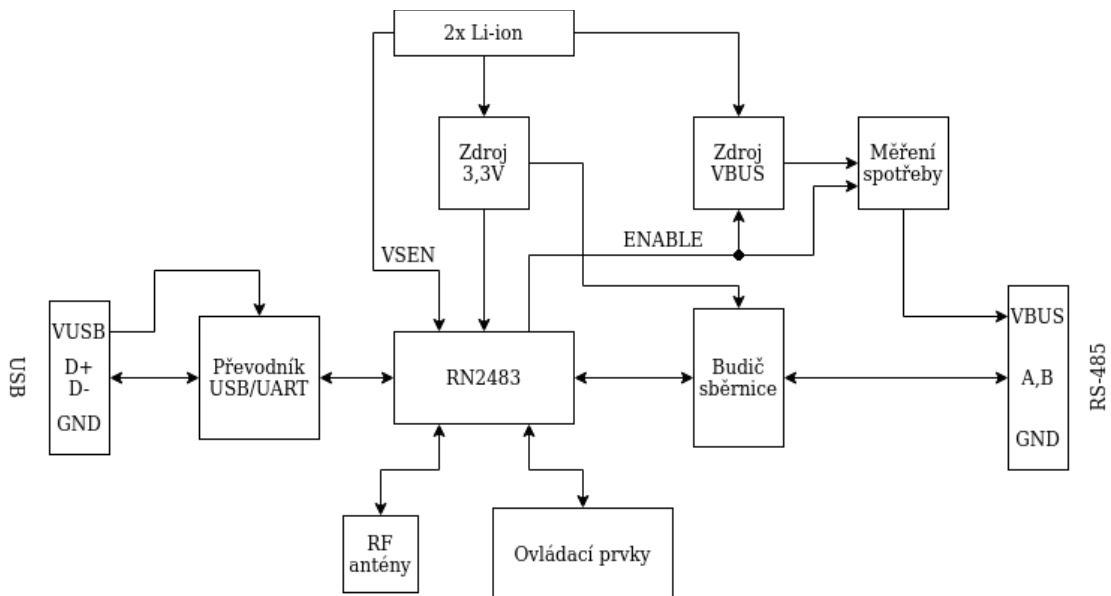 2x Li-ion
Zdroj
3,3V
Zdroj
VBUS
Měření
spotřeby
VSEN
ENABLE
USB
VUSB
D+
D-
GND
Převodník
USB/UART
RN2483
Budič
sběrnice
VBUS
A,B
GND
RS-485
RF
antény
Ovládací prvky